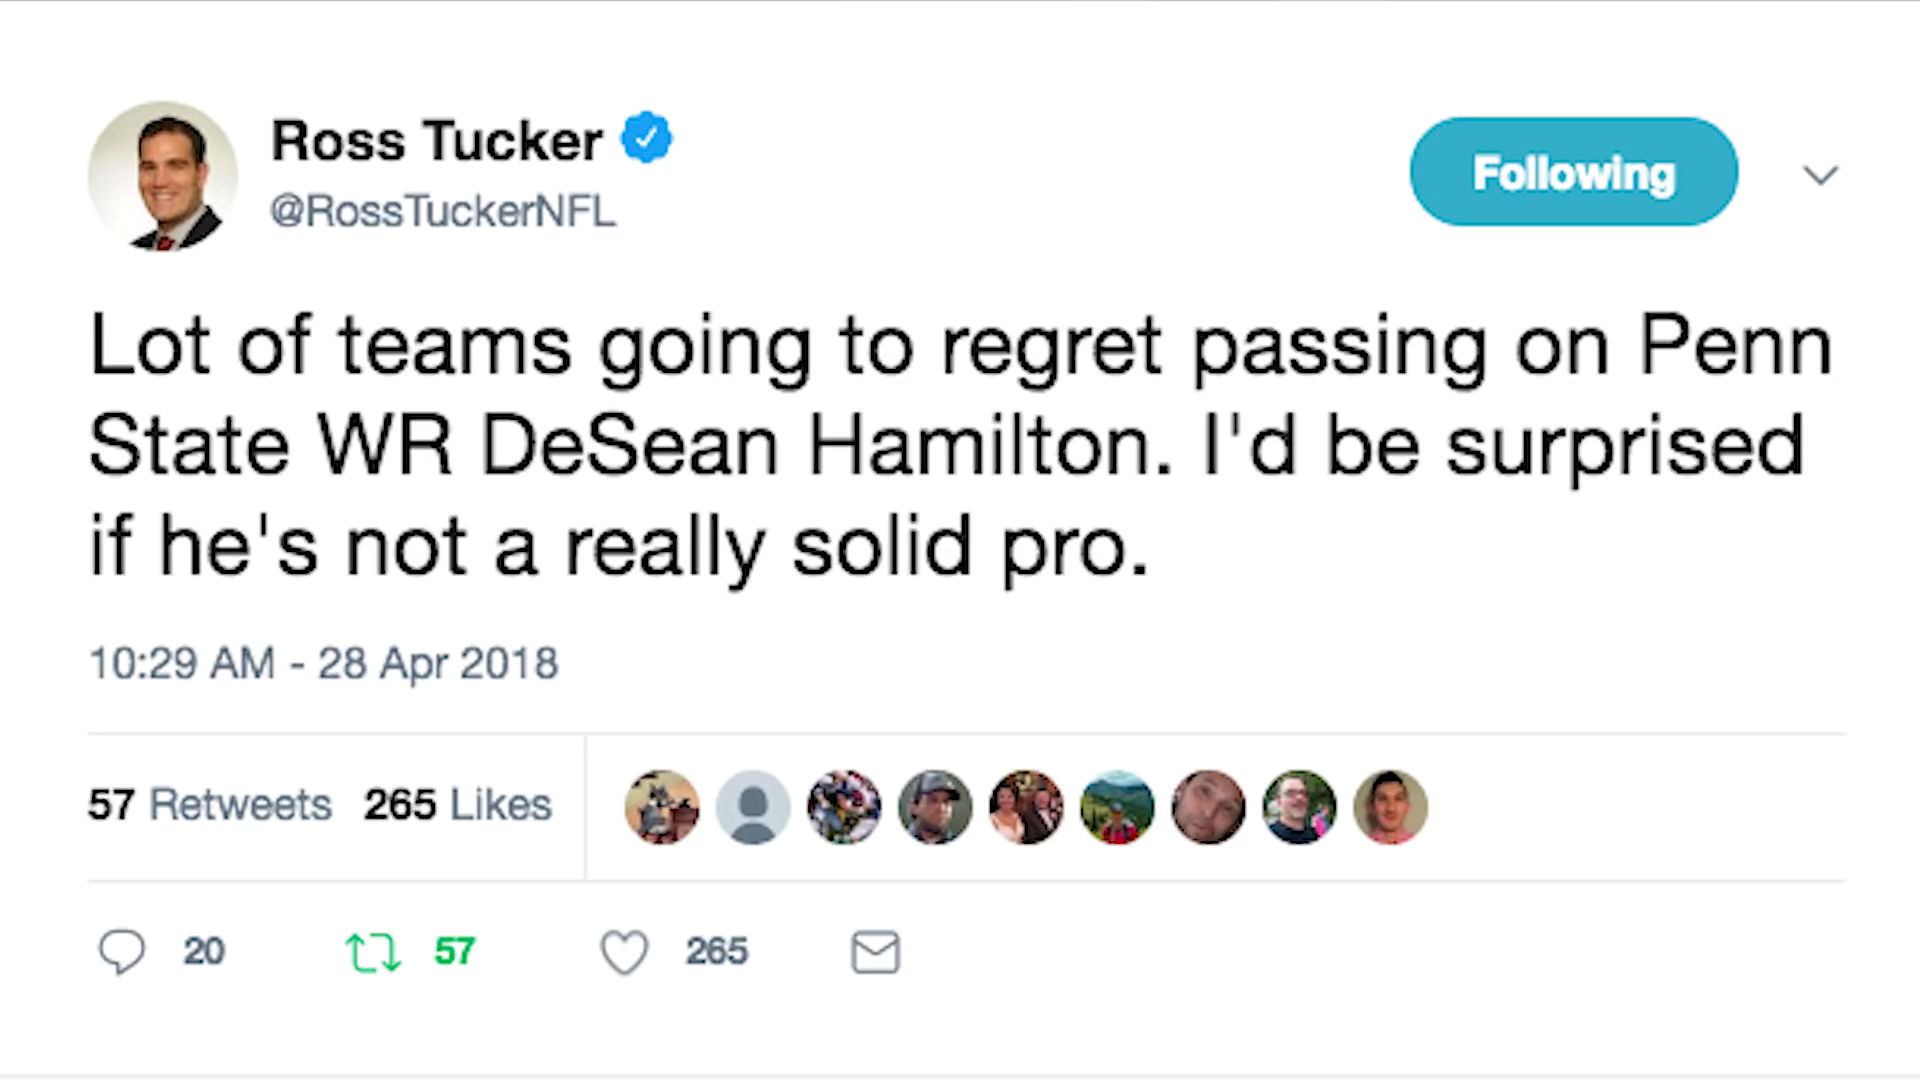 Ross Tucker
@RossTuckerNFL
Following
Lot of teams going to regret passing on Penn
State WR DeSean Hamilton. I'd be surprised
if he's not a really solid pro.
10:29 AM - 28 Apr 2018
57 Retweets 265 Likes
20 57 265